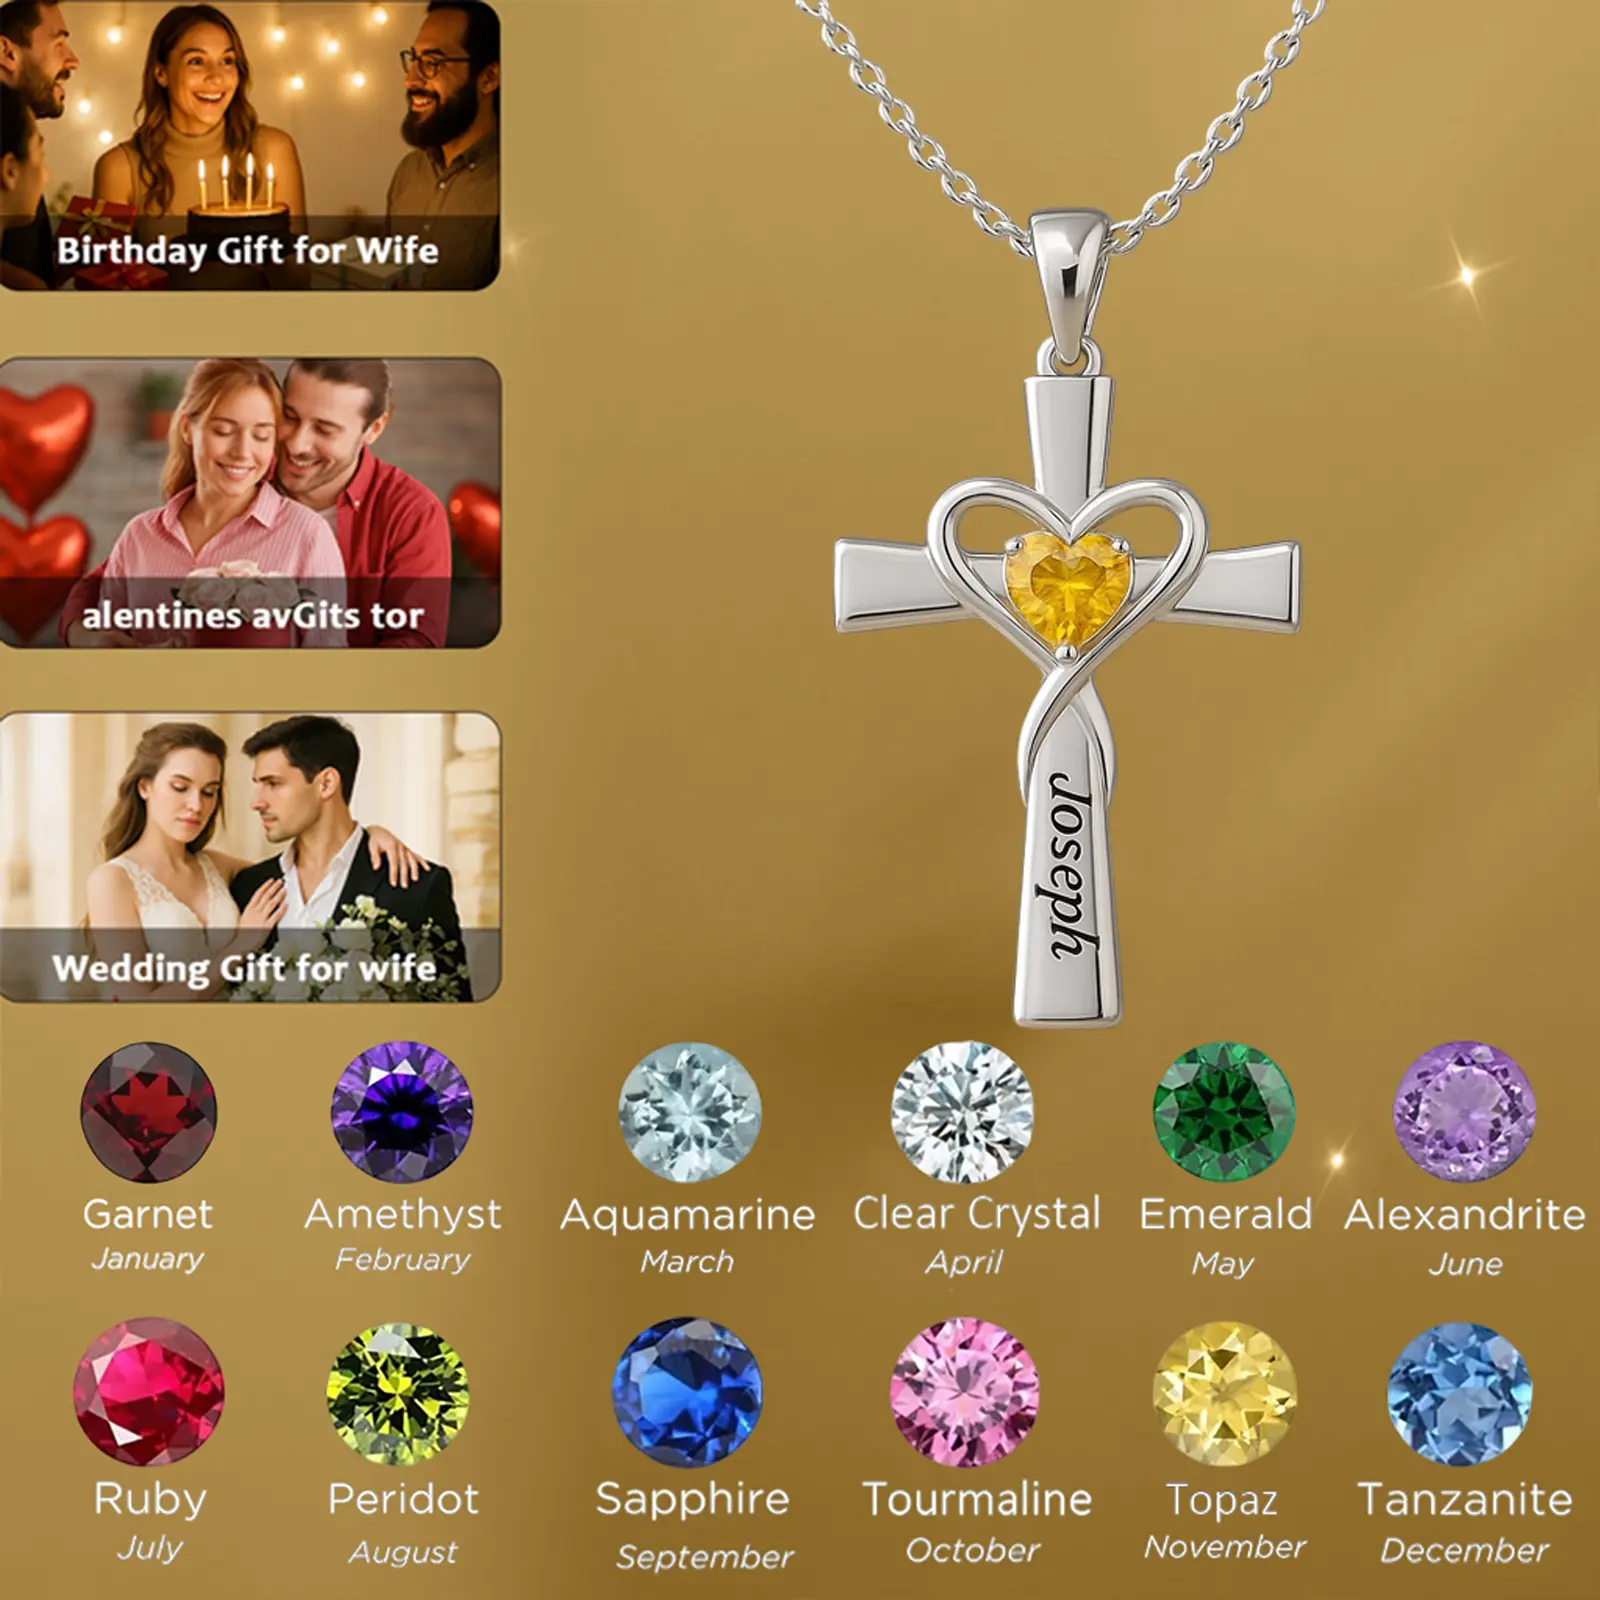 Birthday Gift for Wife
alentines avGits tor
Wedding Gift for wife
Joseph
Garnet
January
Amethyst
February
Aquamarine
March
Clear Crystal
April
Emerald
May
Alexandrite
June
Ruby
July
Peridot
August
Sapphire
September
Tourmaline
October
Topaz
November
Tanzanite
December